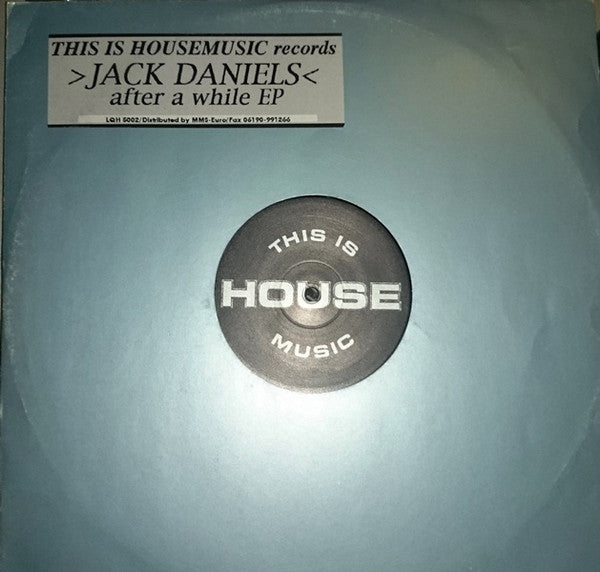 THIS IS HOUSEMUSIC records
>JACK DANIELS<
after a while EP
LQH 5002/Distributed by MMS-Euro/Fax 06190-991266
THIS IS
HOUSE
MUSIC